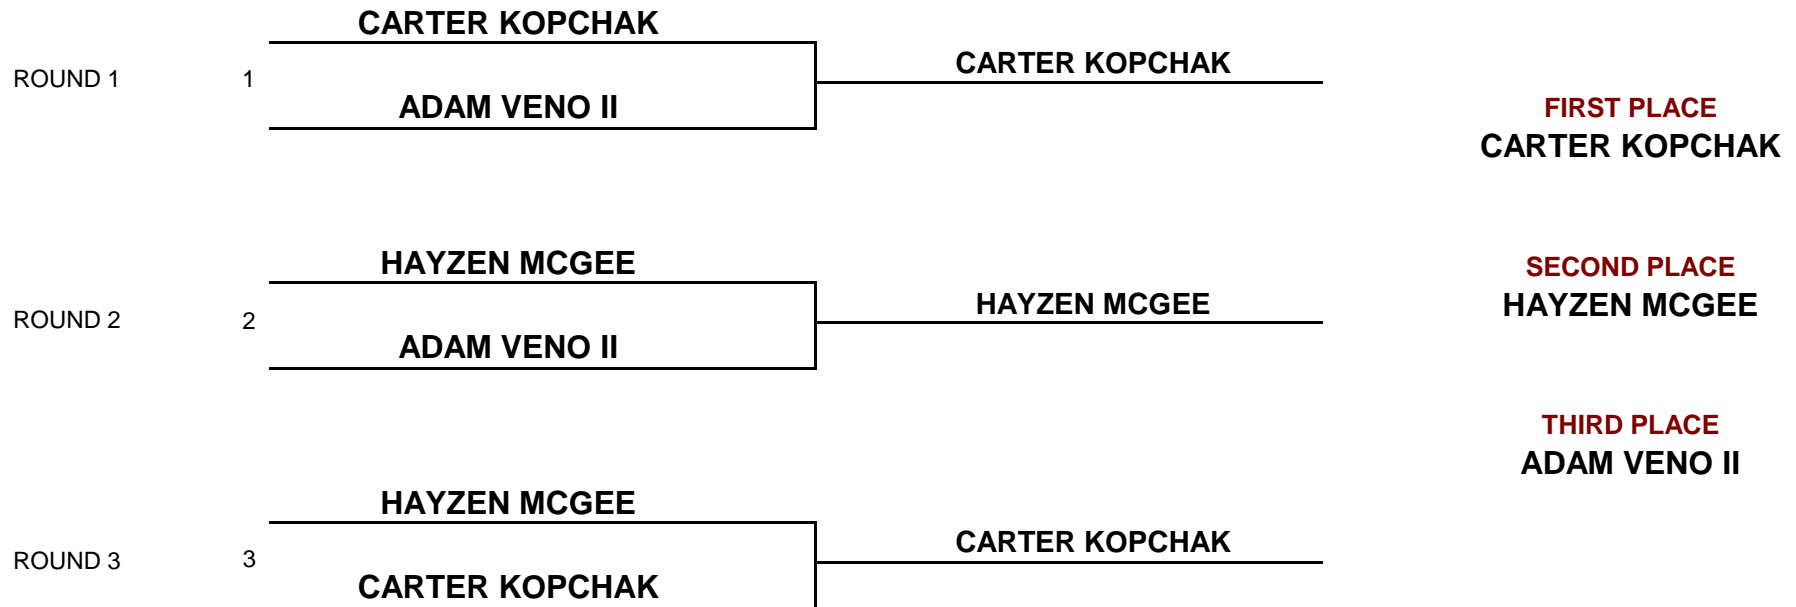 CARTER KOPCHAK
ROUND 1
1
CARTER KOPCHAK
ADAM VENO II
FIRST PLACE
CARTER KOPCHAK
HAYZEN MCGEE
SECOND PLACE
ROUND 2
2
HAYZEN MCGEE
HAYZEN MCGEE
ADAM VENO II
THIRD PLACE
ADAM VENO II
HAYZEN MCGEE
ROUND 3
3
CARTER KOPCHAK
CARTER KOPCHAK